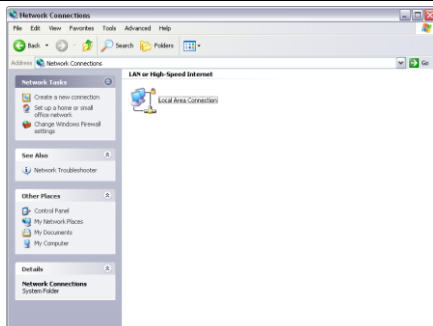 Network Connections
File Edit View Favorites Tools Advanced Help
Back Search Folders
Address Network Connections Go
Network Tasks
Create a new connection
Set up a home or small
office network
Change Windows Firewall
settings
See Also
Network Troubleshooter
Other Places
Control Panel
My Network Places
My Documents
My Computer
Details
Network Connections
System Folder
LAN or High-Speed Internet
Local Area Connection